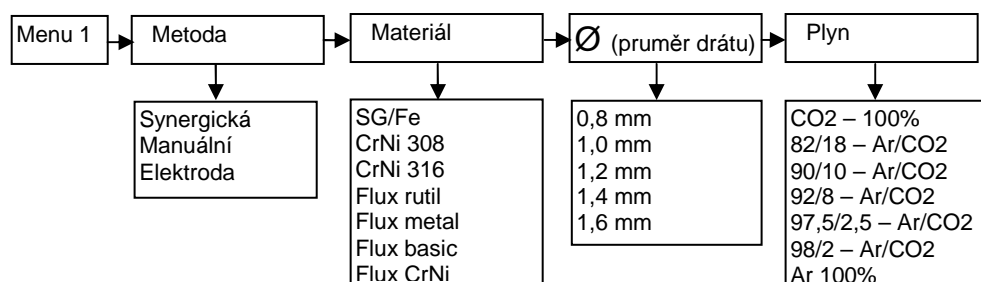 Menu 1
Metoda
Materiál
Ø (pruměr drátu)
Plyn
Synergická
Manuální
Elektroda
SG/Fe
CrNi 308
CrNi 316
Flux rutil
Flux metal
Flux basic
Flux CrNi
0,8 mm
1,0 mm
1,2 mm
1,4 mm
1,6 mm
CO2 – 100%
82/18 – Ar/CO2
90/10 – Ar/CO2
92/8 – Ar/CO2
97,5/2,5 – Ar/CO2
98/2 – Ar/CO2
Ar 100%